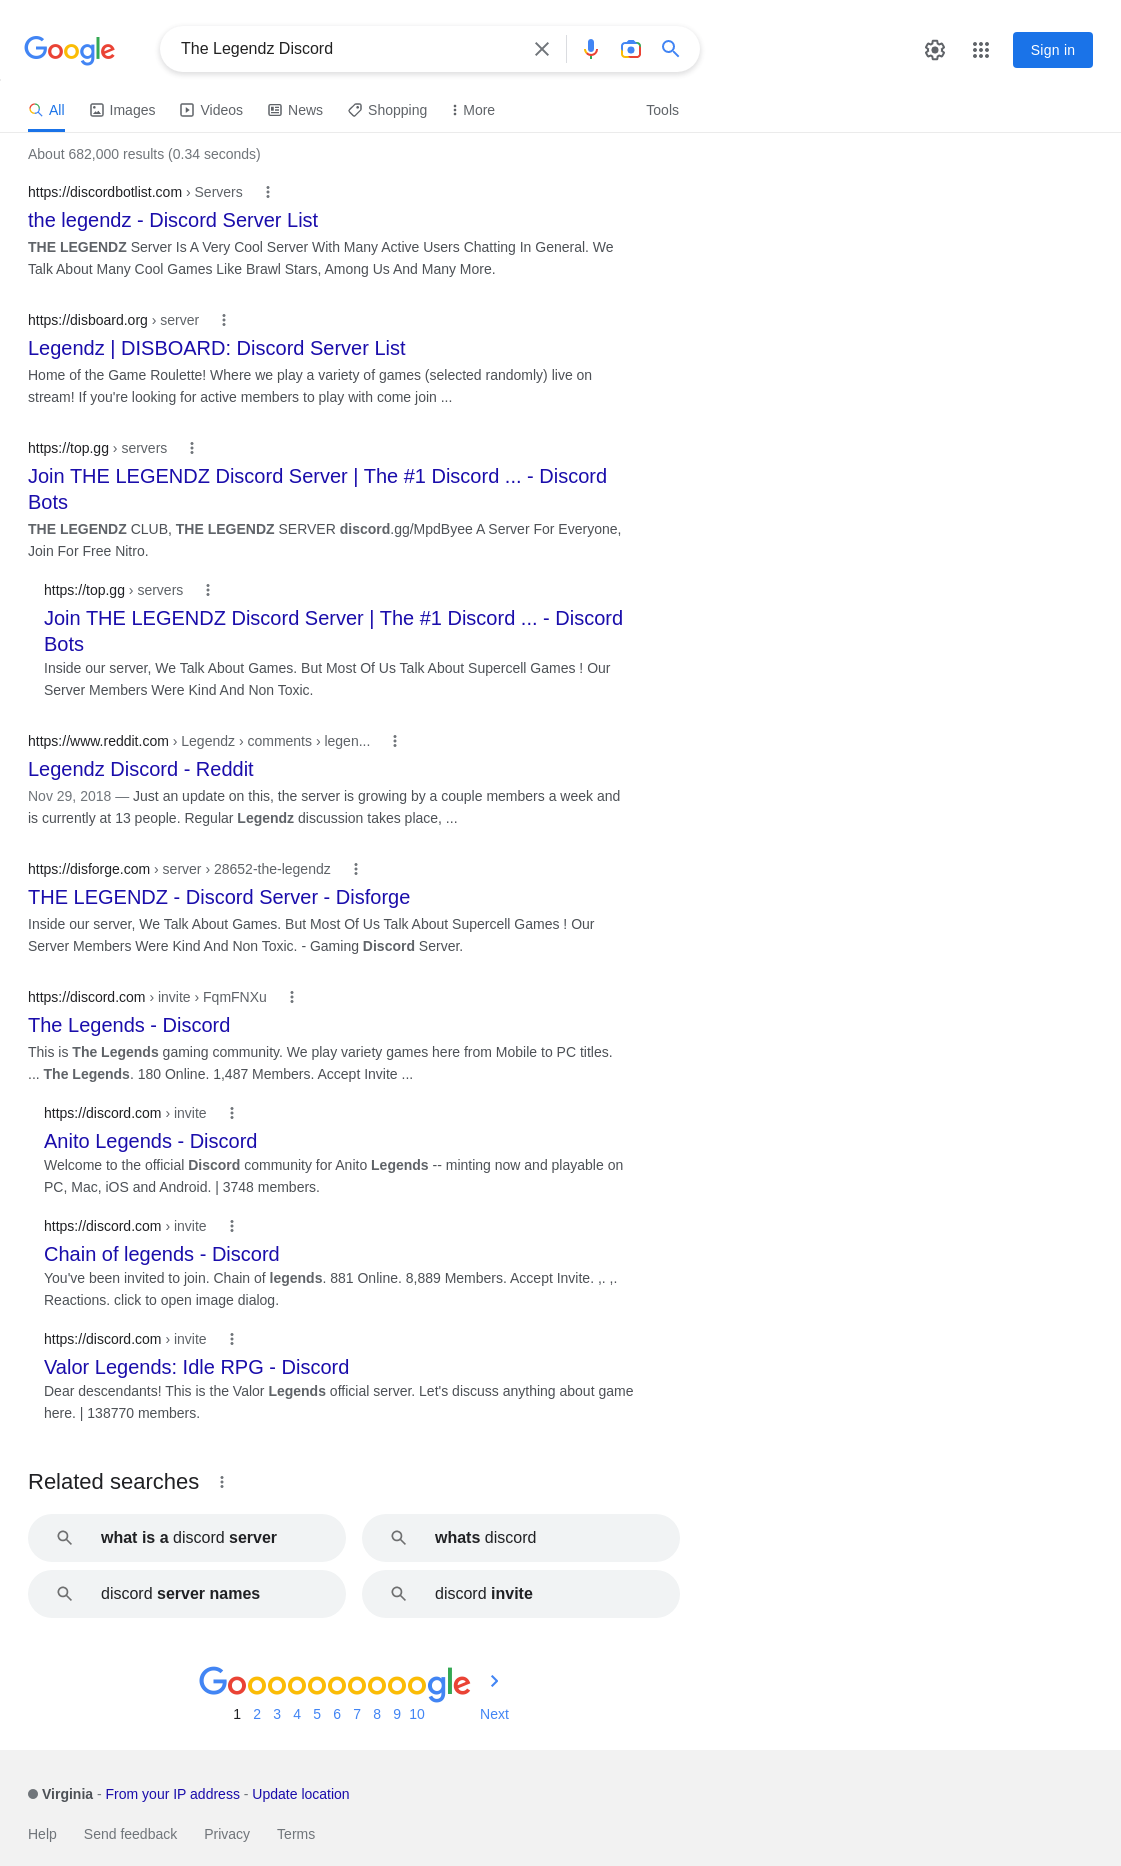 Google
The Legendz Discord
Sign in
All Images Videos News Shopping More Tools
About 682,000 results (0.34 seconds)
https://discordbotlist.com › Servers
the legendz - Discord Server List
THE LEGENDZ Server Is A Very Cool Server With Many Active Users Chatting In General. We
Talk About Many Cool Games Like Brawl Stars, Among Us And Many More.
https://disboard.org › server
Legendz | DISBOARD: Discord Server List
Home of the Game Roulette! Where we play a variety of games (selected randomly) live on
stream! If you're looking for active members to play with come join ...
https://top.gg › servers
Join THE LEGENDZ Discord Server | The #1 Discord ... - Discord
Bots
THE LEGENDZ CLUB, THE LEGENDZ SERVER discord.gg/MpdByee A Server For Everyone,
Join For Free Nitro.
https://top.gg › servers
Join THE LEGENDZ Discord Server | The #1 Discord ... - Discord
Bots
Inside our server, We Talk About Games. But Most Of Us Talk About Supercell Games ! Our
Server Members Were Kind And Non Toxic.
https://www.reddit.com › Legendz › comments › legen...
Legendz Discord - Reddit
Nov 29, 2018 — Just an update on this, the server is growing by a couple members a week and
is currently at 13 people. Regular Legendz discussion takes place, ...
https://disforge.com › server › 28652-the-legendz
THE LEGENDZ - Discord Server - Disforge
Inside our server, We Talk About Games. But Most Of Us Talk About Supercell Games ! Our
Server Members Were Kind And Non Toxic. - Gaming Discord Server.
https://discord.com › invite › FqmFNXu
The Legends - Discord
This is The Legends gaming community. We play variety games here from Mobile to PC titles.
... The Legends. 180 Online. 1,487 Members. Accept Invite ...
https://discord.com › invite
Anito Legends - Discord
Welcome to the official Discord community for Anito Legends -- minting now and playable on
PC, Mac, iOS and Android. | 3748 members.
https://discord.com › invite
Chain of legends - Discord
You've been invited to join. Chain of legends. 881 Online. 8,889 Members. Accept Invite. ,. ,.
Reactions. click to open image dialog.
https://discord.com › invite
Valor Legends: Idle RPG - Discord
Dear descendants! This is the Valor Legends official server. Let's discuss anything about game
here. | 138770 members.
Related searches
what is a discord server
whats discord
discord server names
discord invite
Goooooooooogle
1 2 3 4 5 6 7 8 9 10 Next
Virginia - From your IP address - Update location
Help Send feedback Privacy Terms